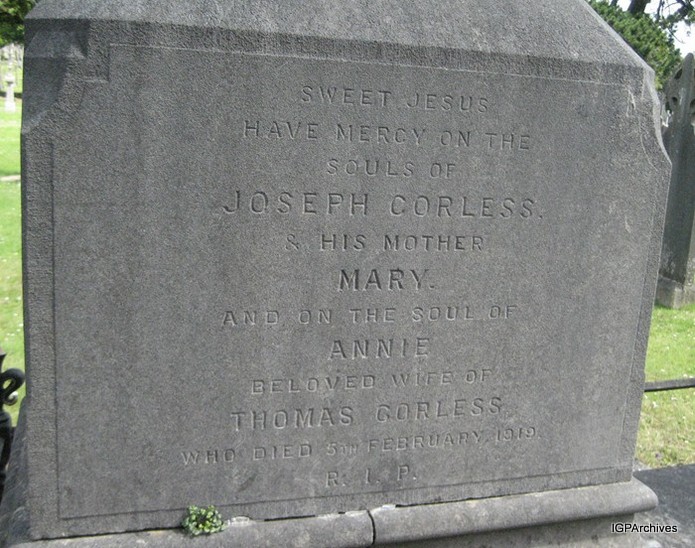 SWEET JESUS
HAVE MERCY ON THE
SOULS OF
JOSEPH CORLESS.
& HIS MOTHER
MARY.
AND ON THE SOUL OF
ANNIE
BELOVED WIFE OF
THOMAS CORLESS
WHO DIED 5TH FEBRUARY, 1919.
R. I. P.
IGPArchives